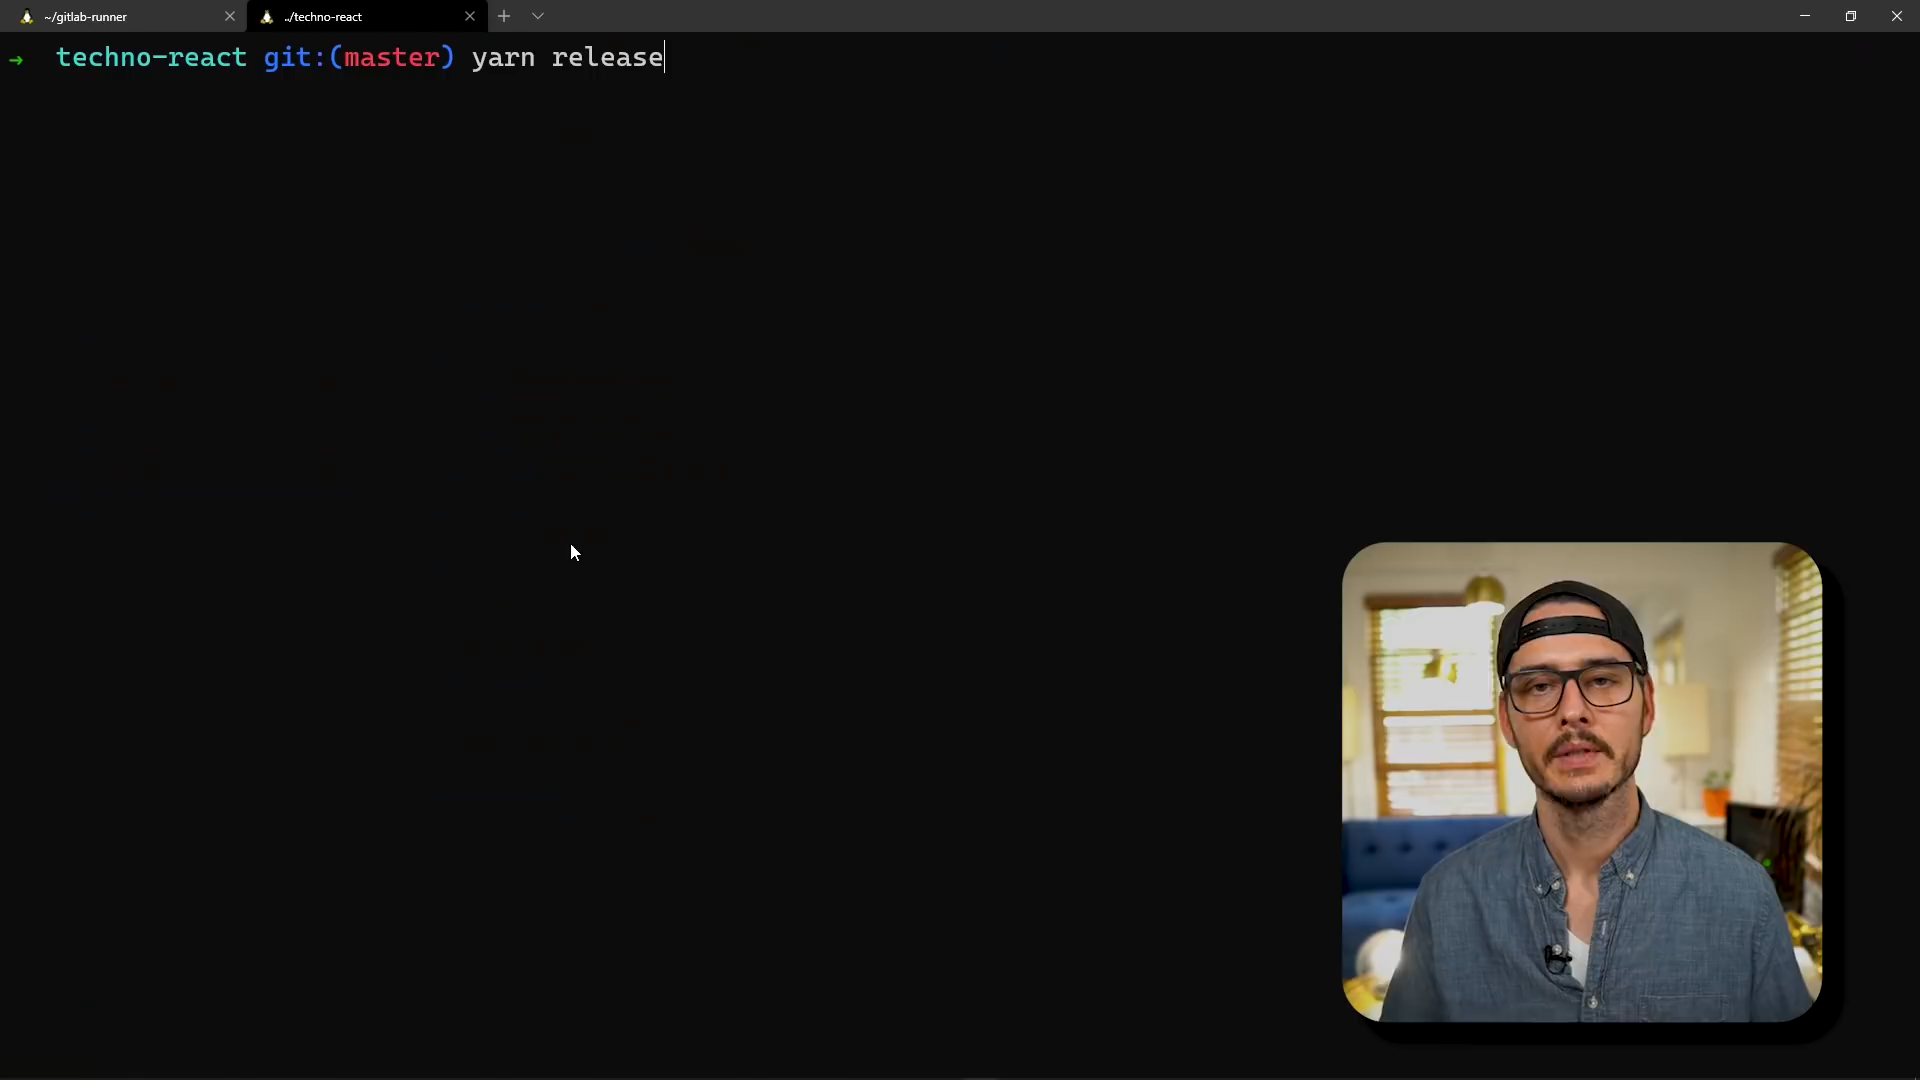 ~/gitlab-runner
../techno-react
→ techno-react git:(master) yarn release